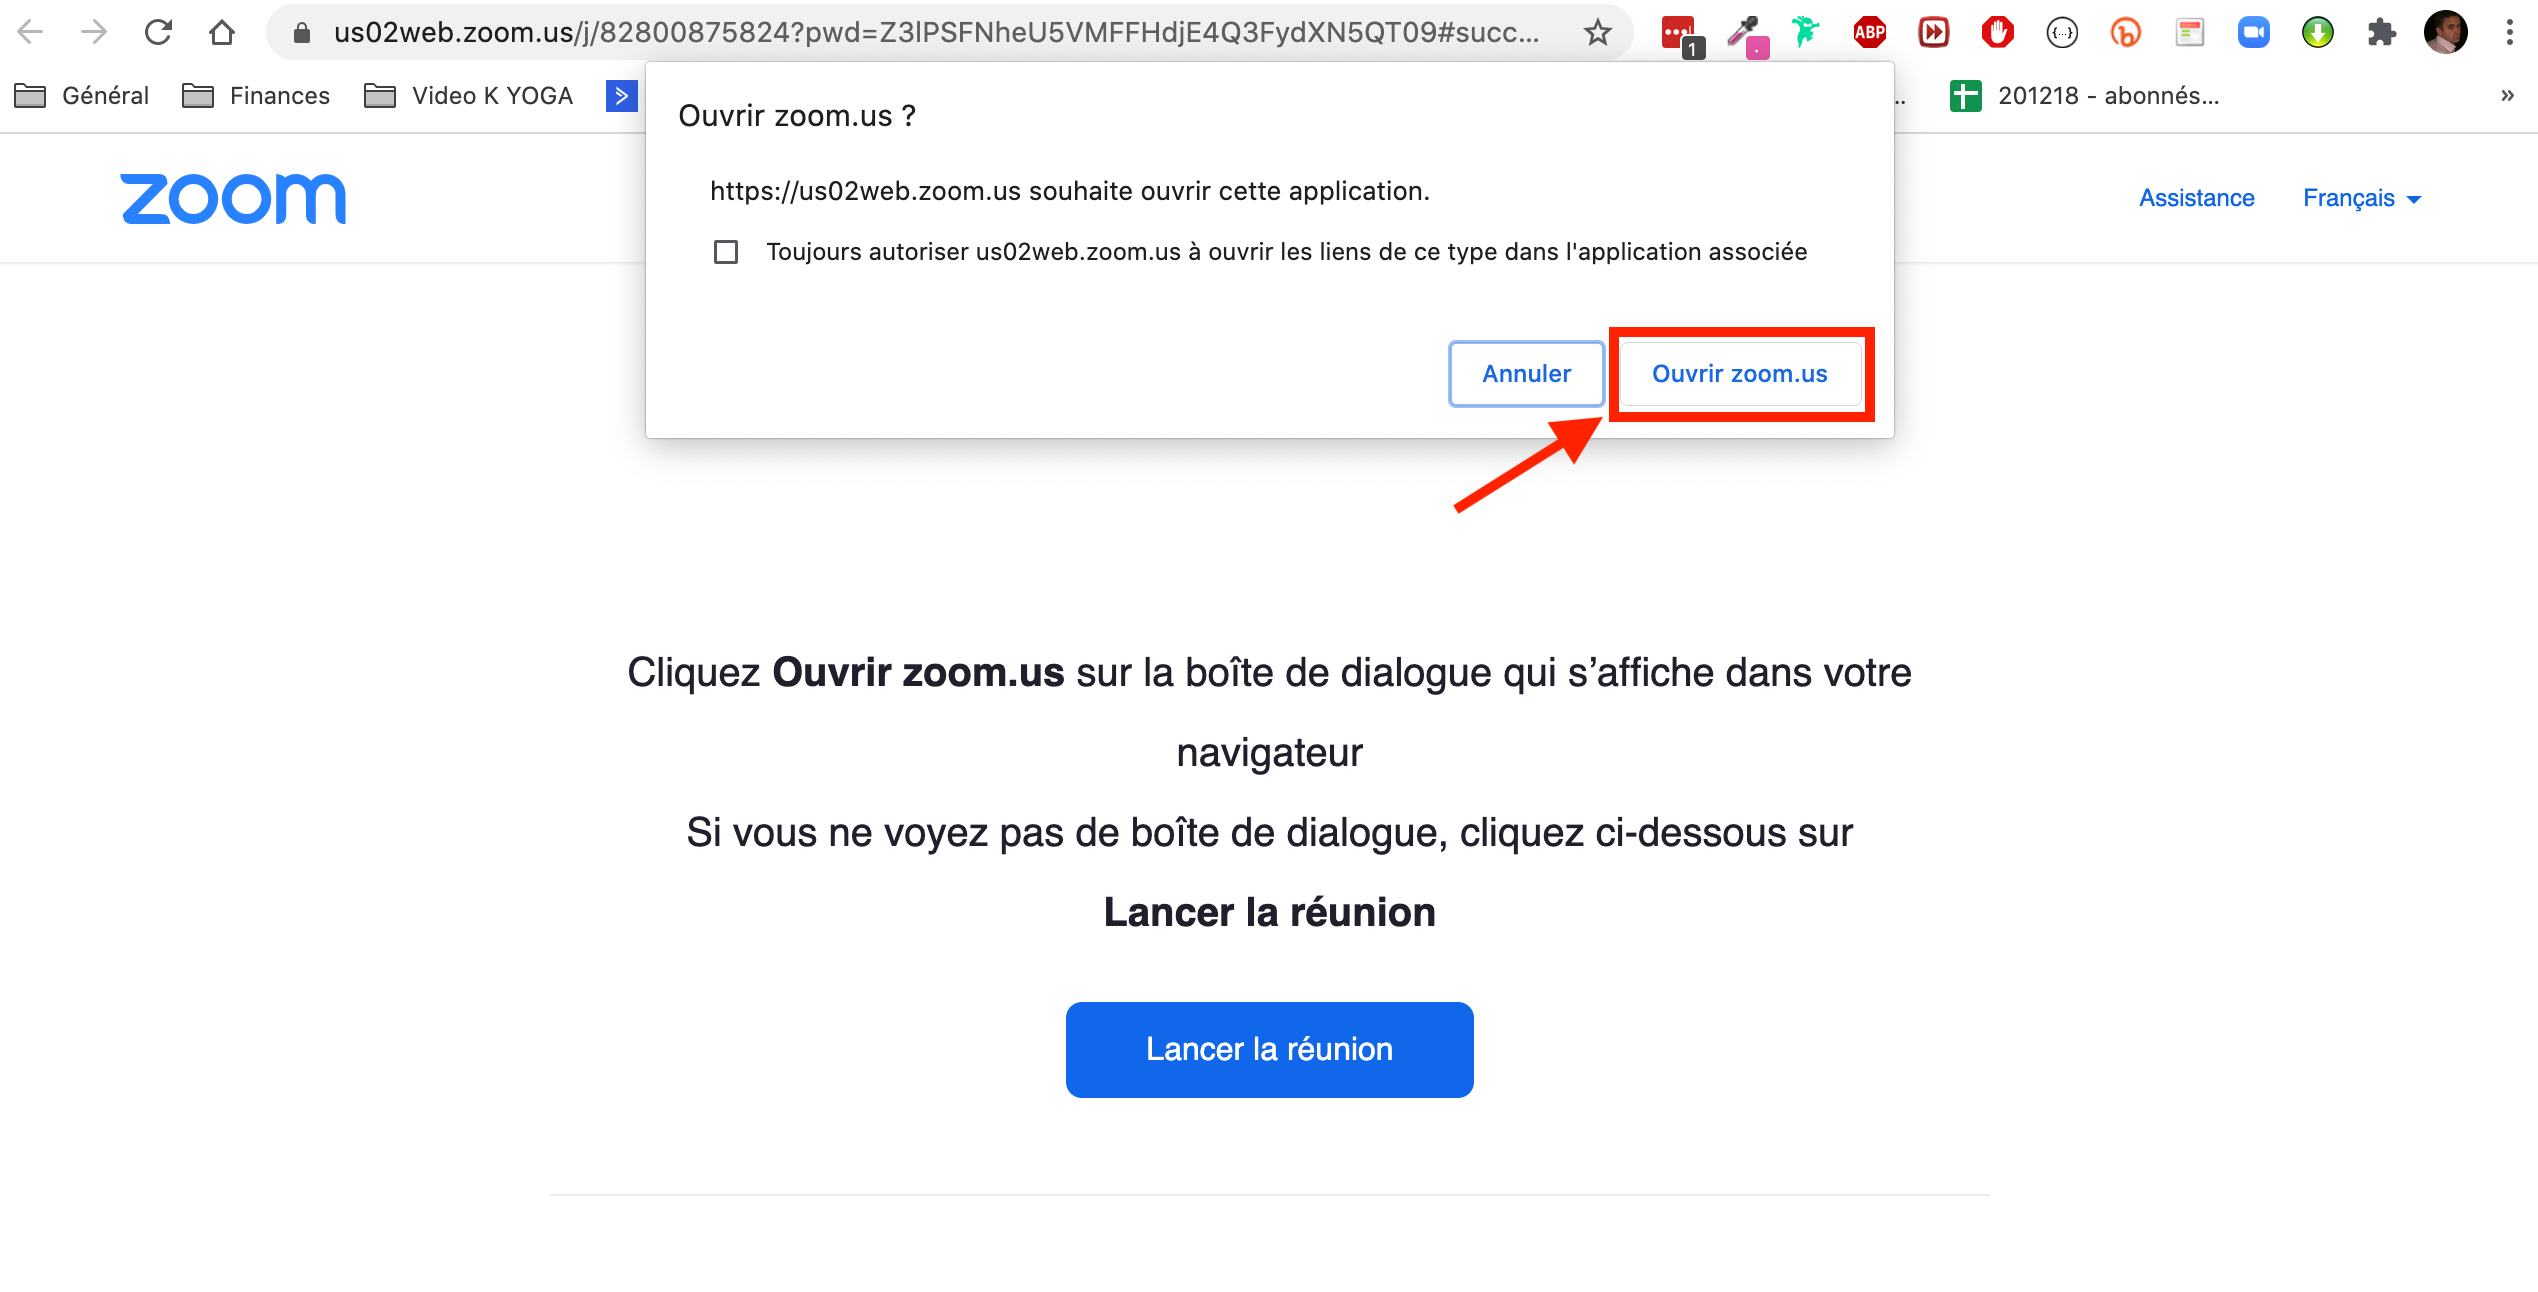 us02web.zoom.us/j/82800875824?pwd=Z3lPSFNheU5VMFFHdjE4Q3FydXN5QT09#succ...
1
ABP
{...}
Général
Finances
Video K YOGA
..
201218 - abonnés...
»
Ouvrir zoom.us ?
https://us02web.zoom.us souhaite ouvrir cette application.
Toujours autoriser us02web.zoom.us à ouvrir les liens de ce type dans l'application associée
Annuler
Ouvrir zoom.us
zoom
Assistance
Français
Cliquez Ouvrir zoom.us sur la boîte de dialogue qui s’affiche dans votre
navigateur
Si vous ne voyez pas de boîte de dialogue, cliquez ci-dessous sur
Lancer la réunion
Lancer la réunion